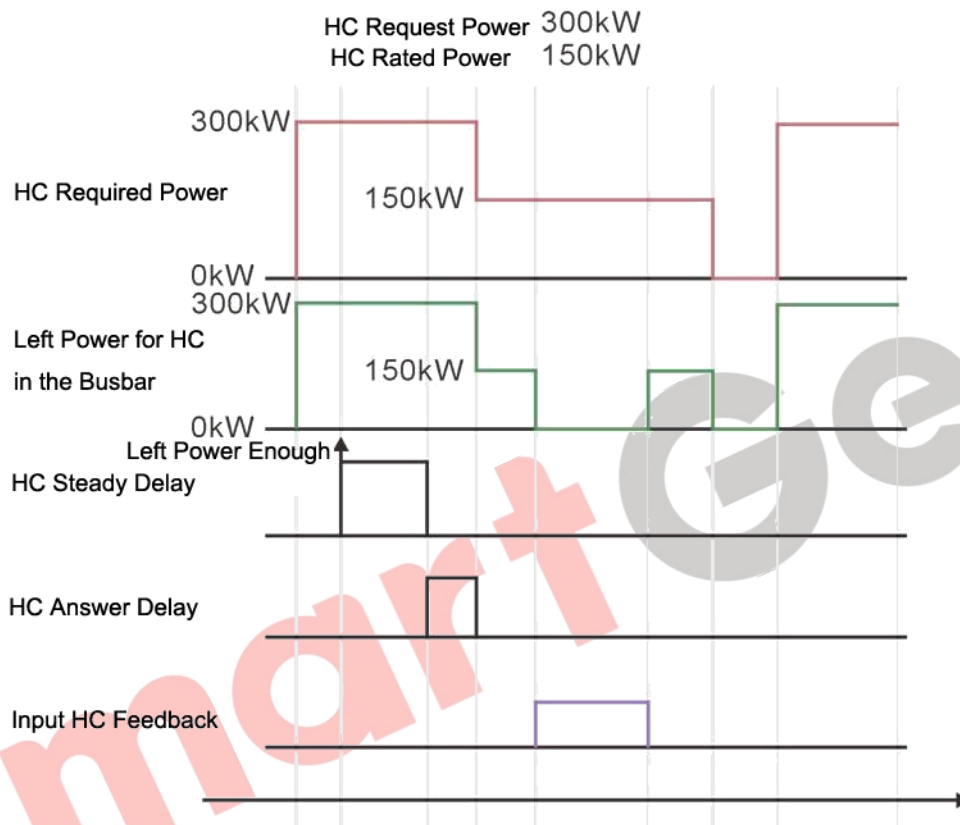 HC Request Power 300kW
HC Rated Power 150kW
300kW
HC Required Power
150kW
0kW
300kW
Left Power for HC
in the Busbar
150kW
0kW
Left Power Enough
HC Steady Delay
HC Answer Delay
Input HC Feedback
martGe